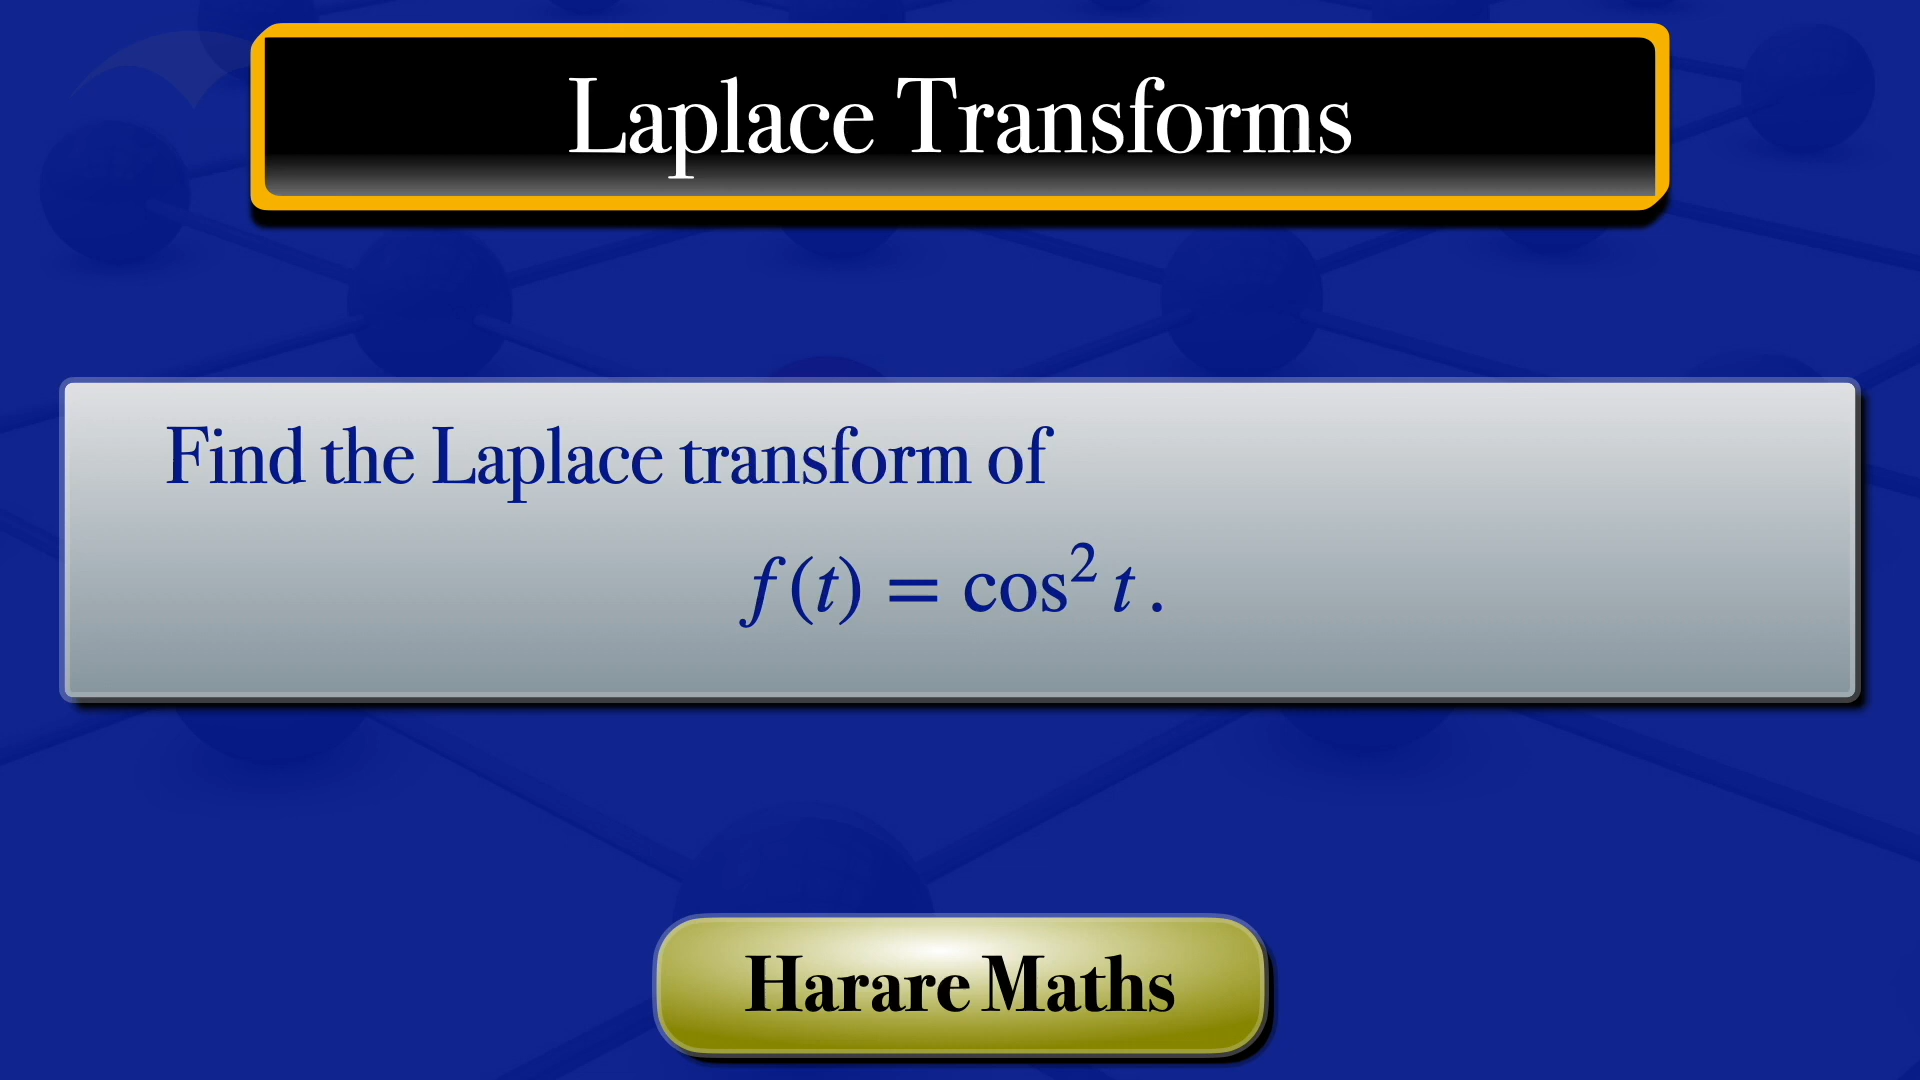 Laplace Transforms
Find the Laplace transform of
f(t) = cos² t.
Harare Maths